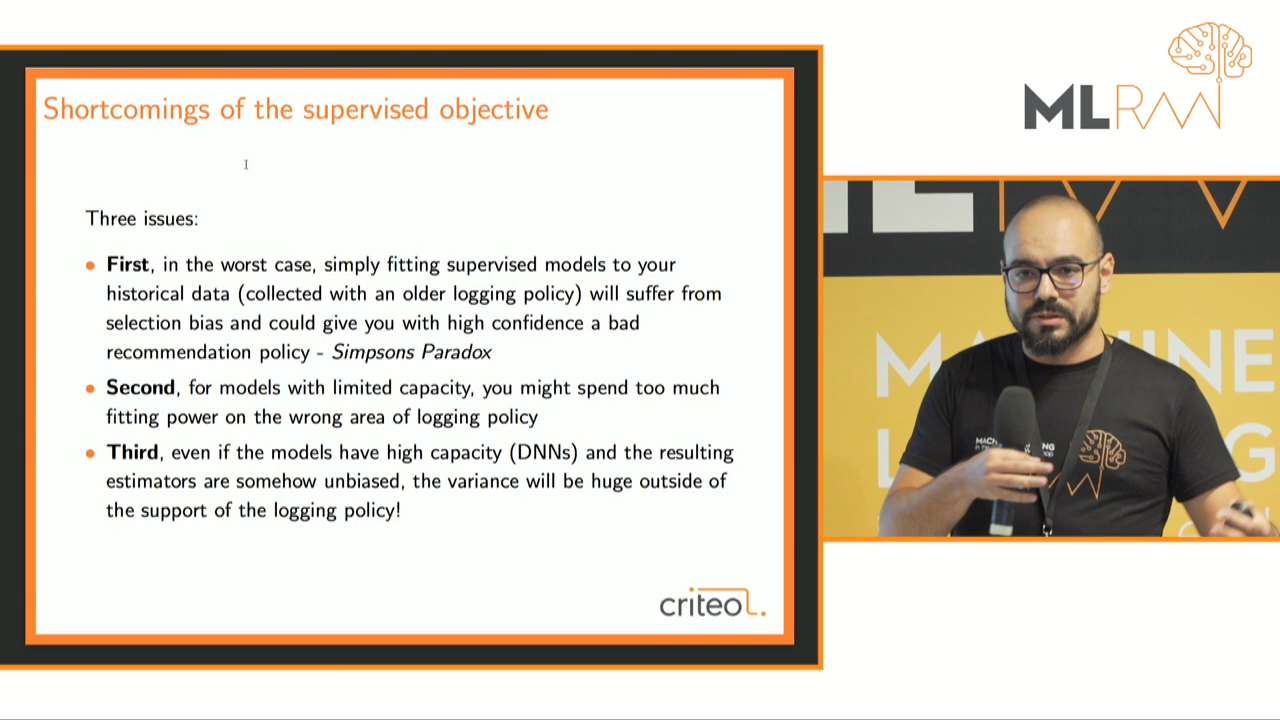 Shortcomings of the supervised objective
Three issues:
First, in the worst case, simply fitting supervised models to your
historical data (collected with an older logging policy) will suffer from
selection bias and could give you with high confidence a bad
recommendation policy - Simpsons Paradox
Second, for models with limited capacity, you might spend too much
fitting power on the wrong area of logging policy
Third, even if the models have high capacity (DNNs) and the resulting
estimators are somehow unbiased, the variance will be huge outside of
the support of the logging policy!
criteo
ML